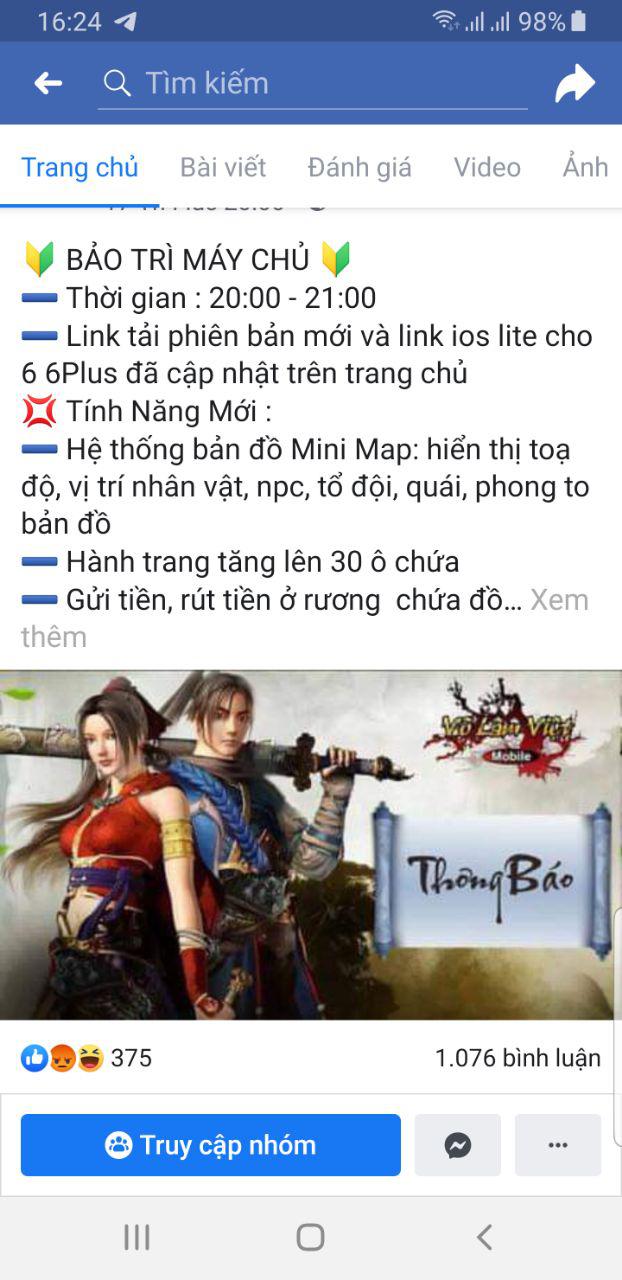 16:24
98%
Tìm kiếm
Trang chủ Bài viết Đánh giá Video Ảnh
🔰 BẢO TRÌ MÁY CHỦ 🔰
➖ Thời gian : 20:00 - 21:00
➖ Link tải phiên bản mới và link ios lite cho
6 6Plus đã cập nhật trên trang chủ
💢 Tính Năng Mới :
➖ Hệ thống bản đồ Mini Map: hiển thị toạ
độ, vị trí nhân vật, npc, tổ đội, quái, phong to
bản đồ
➖ Hành trang tăng lên 30 ô chứa
➖ Gửi tiền, rút tiền ở rương chứa đồ... Xem
thêm
Võ Lâm Việt
Mobile
Thông Báo
375
1.076 bình luận
Truy cập nhóm